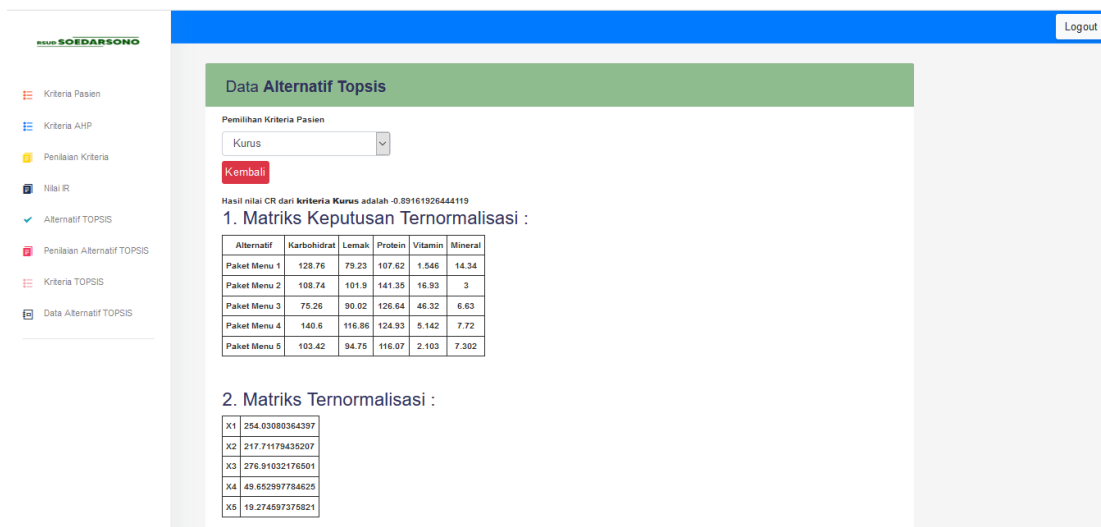 Logout
RSUD SOEDARSONO
Kriteria Pasien
Kriteria AHP
Penilaian Kriteria
Nilai IR
Alternatif TOPSIS
Penilaian Alternatif TOPSIS
Kriteria TOPSIS
Data Alternatif TOPSIS
Data Alternatif Topsis
Pemilihan Kriteria Pasien
Kurus
Kembali
Hasil nilai CR dari kriteria Kurus adalah -0.89161926444119
1. Matriks Keputusan Ternormalisasi :
Alternatif Karbohidrat Lemak Protein Vitamin Mineral
Paket Menu 1 128.76 79.23 107.62 1.546 14.34
Paket Menu 2 108.74 101.9 141.35 16.93 3
Paket Menu 3 75.26 90.02 126.64 46.32 6.63
Paket Menu 4 140.6 116.86 124.93 5.142 7.72
Paket Menu 5 103.42 94.75 116.07 2.103 7.302
2. Matriks Ternormalisasi :
X1 254.03080364397
X2 217.71179435207
X3 276.91032176501
X4 49.652997784625
X5 19.274597375821